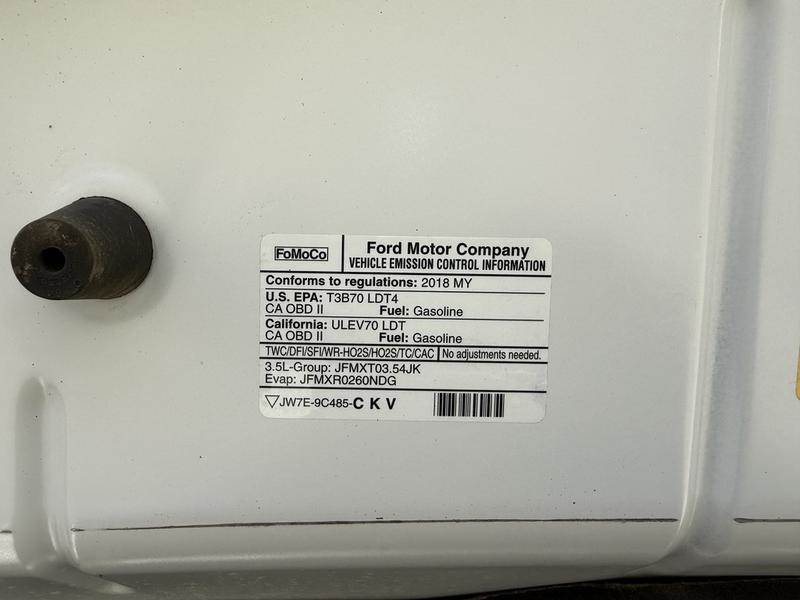 FoMoCo
Ford Motor Company
VEHICLE EMISSION CONTROL INFORMATION
Conforms to regulations: 2018 MY
U.S. EPA: T3B70 LDT4
CA OBD II Fuel: Gasoline
California: ULEV70 LDT
CA OBD II Fuel: Gasoline
TWC/DFI/SFI/WR-HO2S/HO2S/TC/CAC No adjustments needed.
3.5L-Group: JFMXT03.54JK
Evap: JFMXR0260NDG
JW7E-9C485-C K V